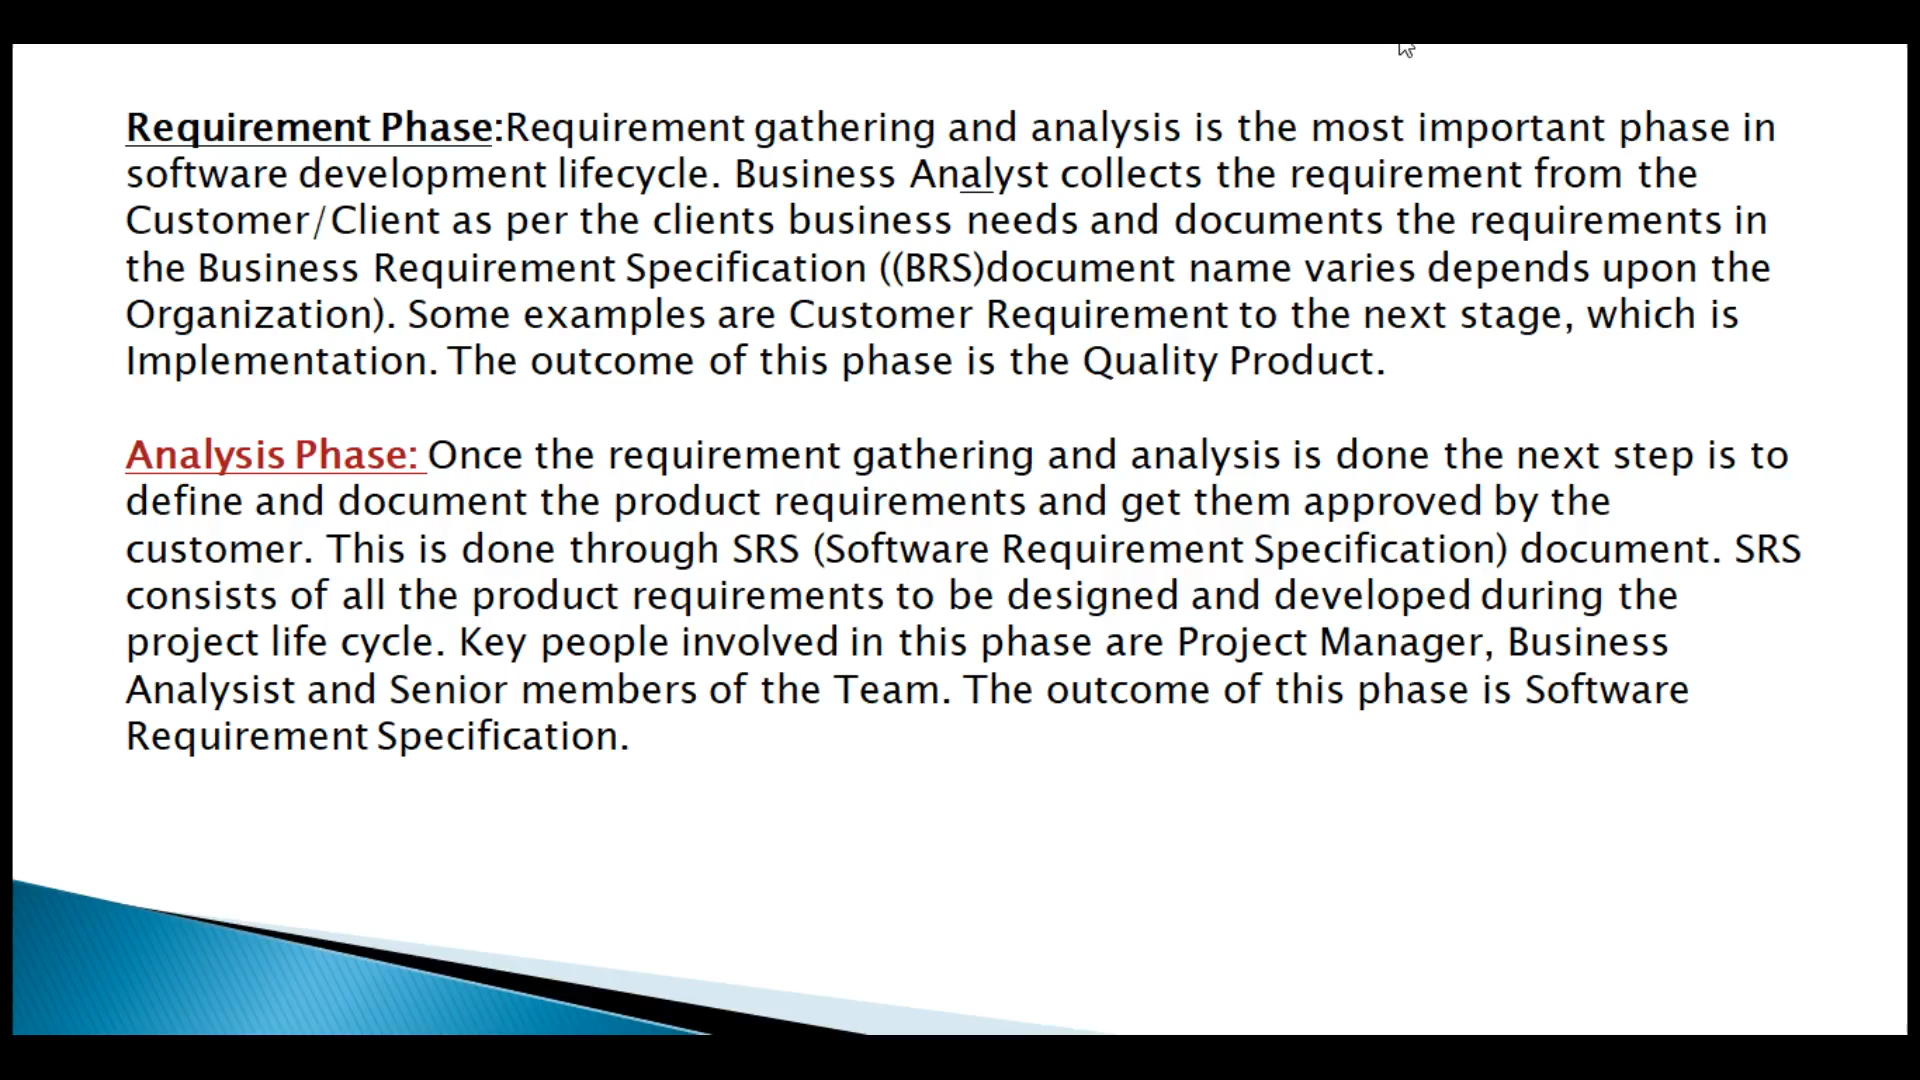 Requirement Phase:Requirement gathering and analysis is the most important phase in
software development lifecycle. Business Analyst collects the requirement from the
Customer/Client as per the clients business needs and documents the requirements in
the Business Requirement Specification ((BRS)document name varies depends upon the
Organization). Some examples are Customer Requirement to the next stage, which is
Implementation. The outcome of this phase is the Quality Product.
Analysis Phase: Once the requirement gathering and analysis is done the next step is to
define and document the product requirements and get them approved by the
customer. This is done through SRS (Software Requirement Specification) document. SRS
consists of all the product requirements to be designed and developed during the
project life cycle. Key people involved in this phase are Project Manager, Business
Analysist and Senior members of the Team. The outcome of this phase is Software
Requirement Specification.